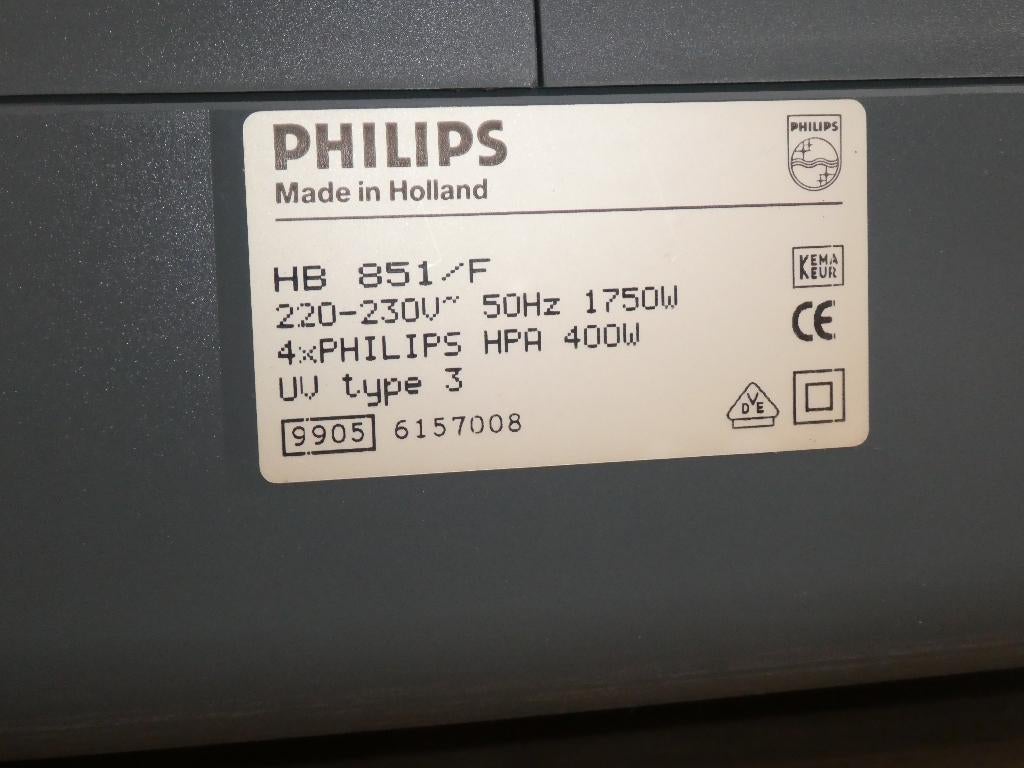 PHILIPS
Made in Holland
PHILIPS
HB 851/F
220-230V~ 50Hz 1750W
4xPHILIPS HPA 400W
UV type 3
9905 6157008
KEMA
KEUR
CE
DVE